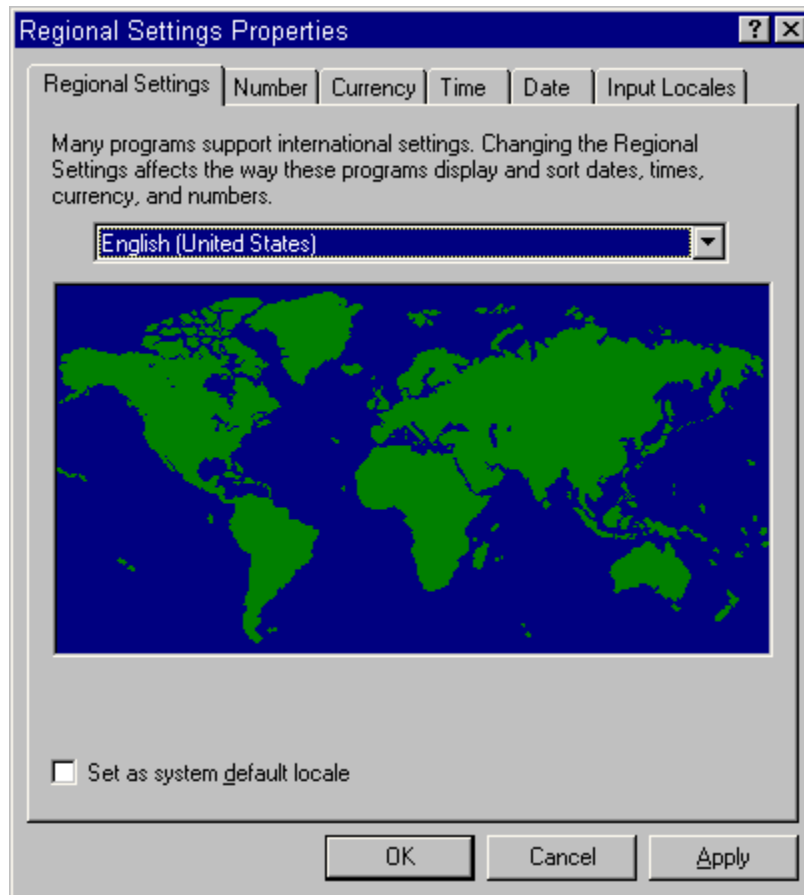 Regional Settings Properties
Regional Settings
Number
Currency
Time
Date
Input Locales
Many programs support international settings. Changing the Regional
Settings affects the way these programs display and sort dates, times,
currency, and numbers.
English (United States)
Set as system default locale
OK
Cancel
Apply